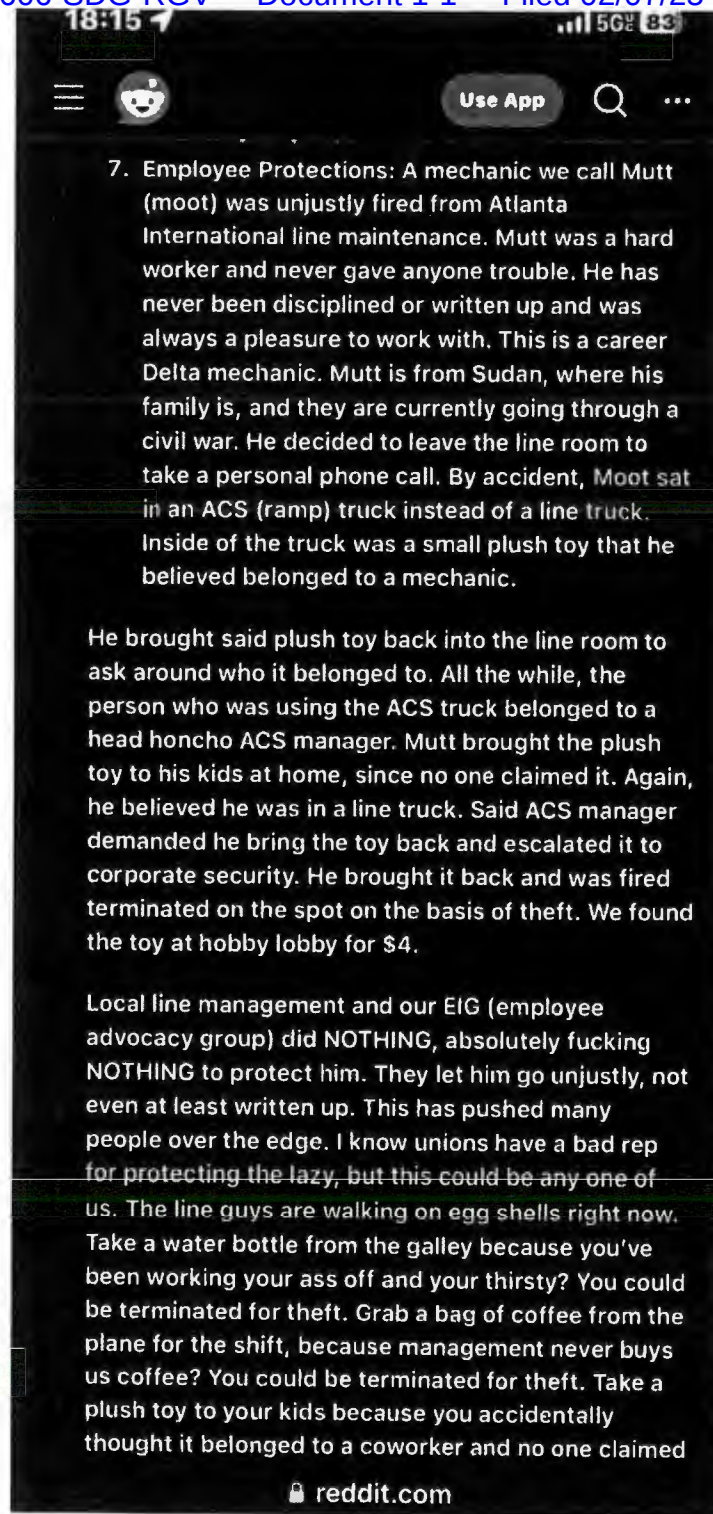 Document 1-1 Filed
18:15
83
Use App
7. Employee Protections: A mechanic we call Mutt
(moot) was unjustly fired from Atlanta
International line maintenance. Mutt was a hard
worker and never gave anyone trouble. He has
never been disciplined or written up and was
always a pleasure to work with. This is a career
Delta mechanic. Mutt is from Sudan, where his
family is, and they are currently going through a
civil war. He decided to leave the line room to
take a personal phone call. By accident, Moot sat
in an ACS (ramp) truck instead of a line truck.
Inside of the truck was a small plush toy that he
believed belonged to a mechanic.
He brought said plush toy back into the line room to
ask around who it belonged to. All the while, the
person who was using the ACS truck belonged to a
head honcho ACS manager. Mutt brought the plush
toy to his kids at home, since no one claimed it. Again,
he believed he was in a line truck. Said ACS manager
demanded he bring the toy back and escalated it to
corporate security. He brought it back and was fired
terminated on the spot on the basis of theft. We found
the toy at hobby lobby for $4.
Local line management and our EIG (employee
advocacy group) did NOTHING, absolutely fucking
NOTHING to protect him. They let him go unjustly, not
even at least written up. This has pushed many
people over the edge. I know unions have a bad rep
for protecting the lazy, but this could be any one of
us. The line guys are walking on egg shells right now.
Take a water bottle from the galley because you've
been working your ass off and your thirsty? You could
be terminated for theft. Grab a bag of coffee from the
plane for the shift, because management never buys
us coffee? You could be terminated for theft. Take a
plush toy to your kids because you accidentally
thought it belonged to a coworker and no one claimed
reddit.com